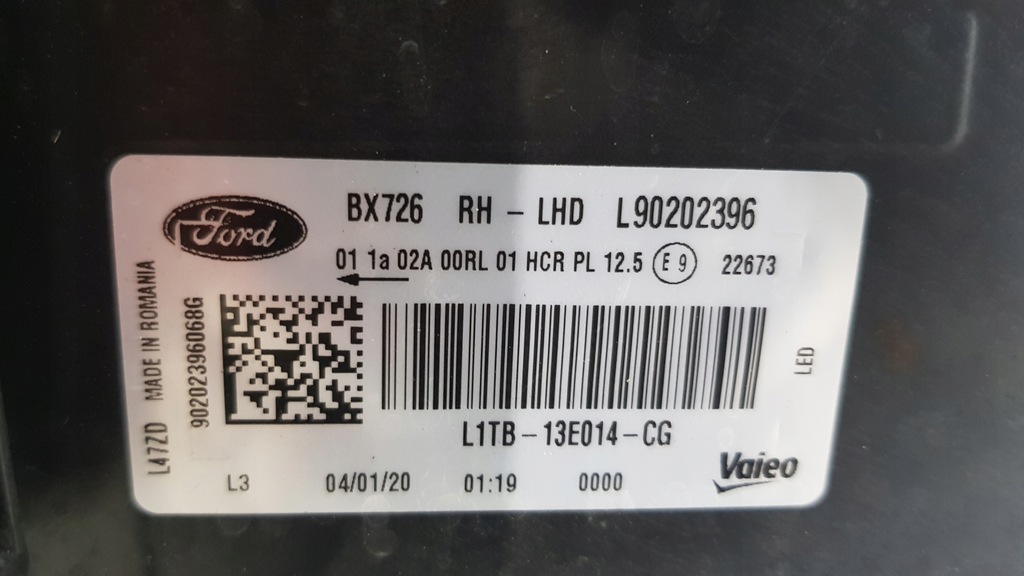 Ford
BX726 RH - LHD L90202396
01 1a 02A 00RL 01 HCR PL 12.5 E 9 22673
L47ZD MADE IN ROMANIA
90202396068G
LED
L1TB-13E014-CG
L3 04/01/20 01:19 0000
Valeo